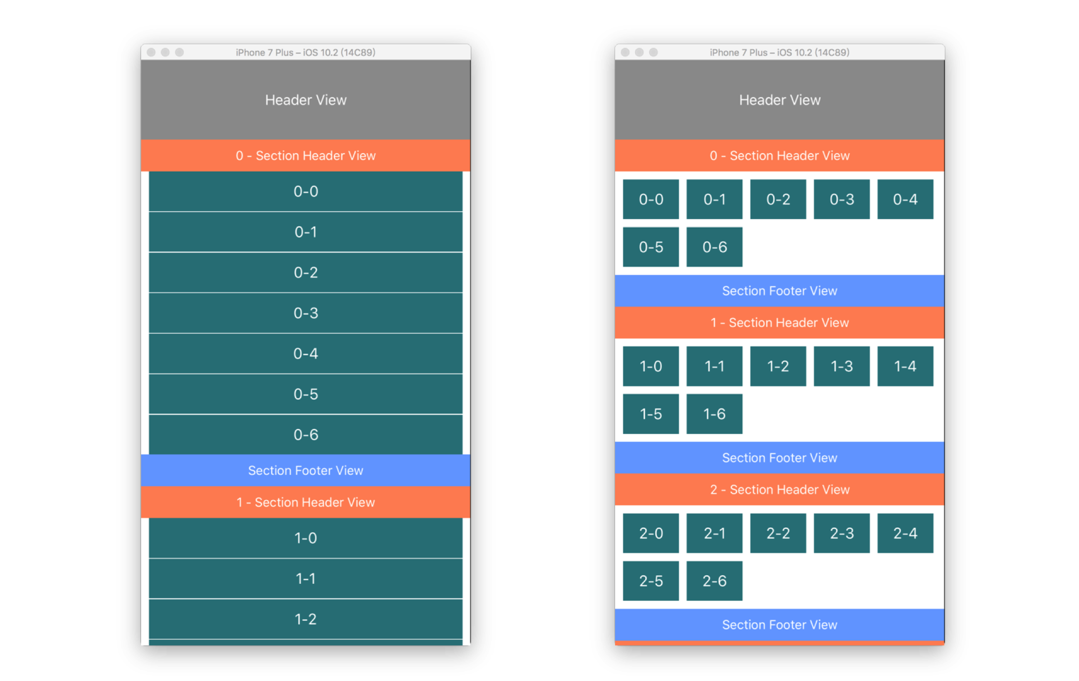 iPhone 7 Plus – iOS 10.2 (14C89)
Header View
0 - Section Header View
0-0
0-1
0-2
0-3
0-4
0-5
0-6
Section Footer View
1 - Section Header View
1-0
1-1
1-2
iPhone 7 Plus – iOS 10.2 (14C89)
Header View
0 - Section Header View
0-0 0-1 0-2 0-3 0-4
0-5 0-6
Section Footer View
1 - Section Header View
1-0 1-1 1-2 1-3 1-4
1-5 1-6
Section Footer View
2 - Section Header View
2-0 2-1 2-2 2-3 2-4
2-5 2-6
Section Footer View